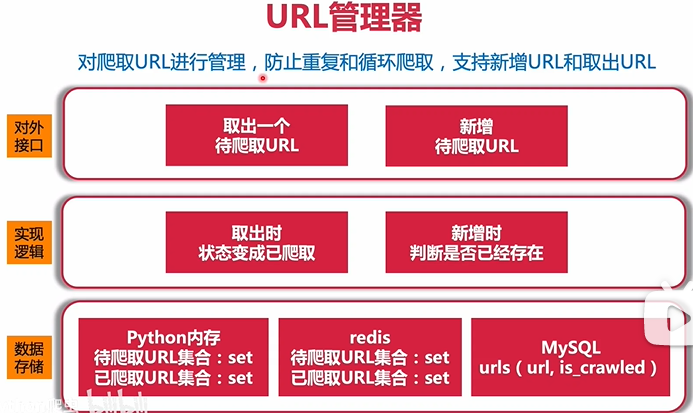 URL管理器
对爬取URL进行管理，防止重复和循环爬取，支持新增URL和取出URL
对外
接口
取出一个
待爬取URL
新增
待爬取URL
实现
逻辑
取出时
状态变成已爬取
新增时
判断是否已经存在
数据
存储
Python内存
待爬取URL集合：set
已爬取URL集合：set
redis
待爬取URL集合：set
已爬取URL集合：set
MySQL
urls（url, is_crawled）
bilibili